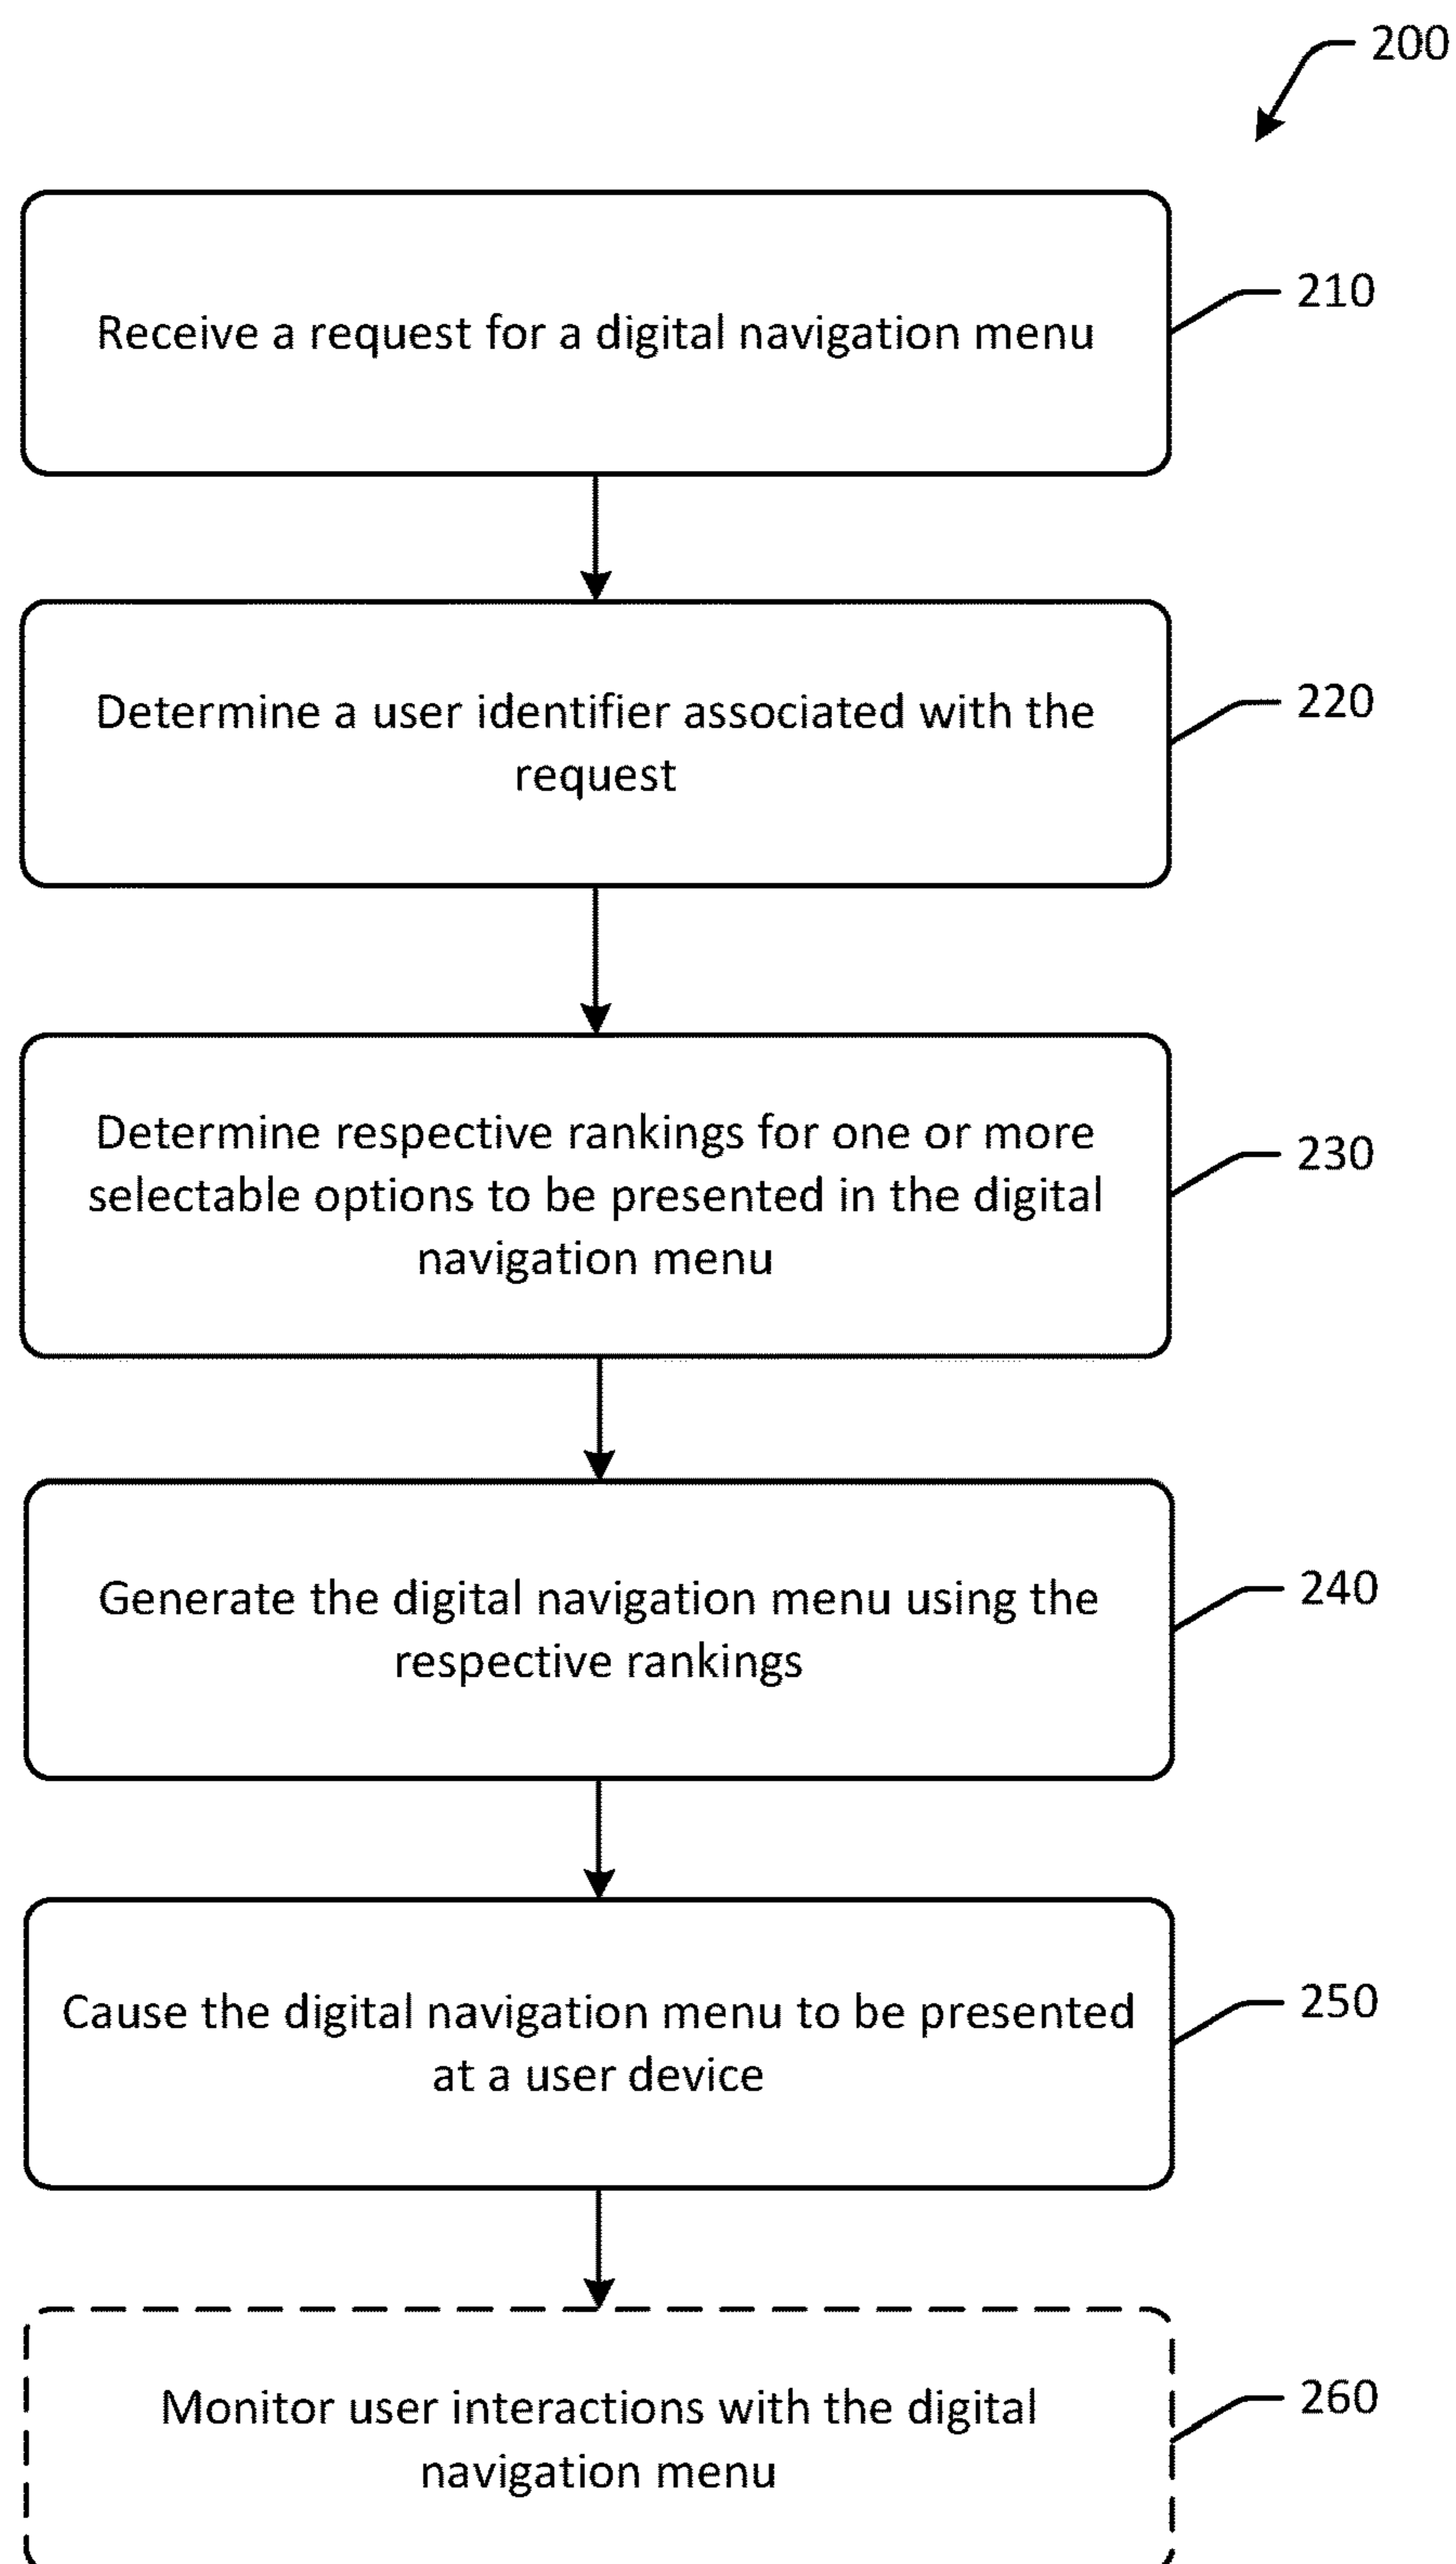 200
Receive a request for a digital navigation menu
210
Determine a user identifier associated with the
request
220
Determine respective rankings for one or more
selectable options to be presented in the digital
navigation menu
230
Generate the digital navigation menu using the
respective rankings
240
Cause the digital navigation menu to be presented
at a user device
250
Monitor user interactions with the digital
navigation menu
260